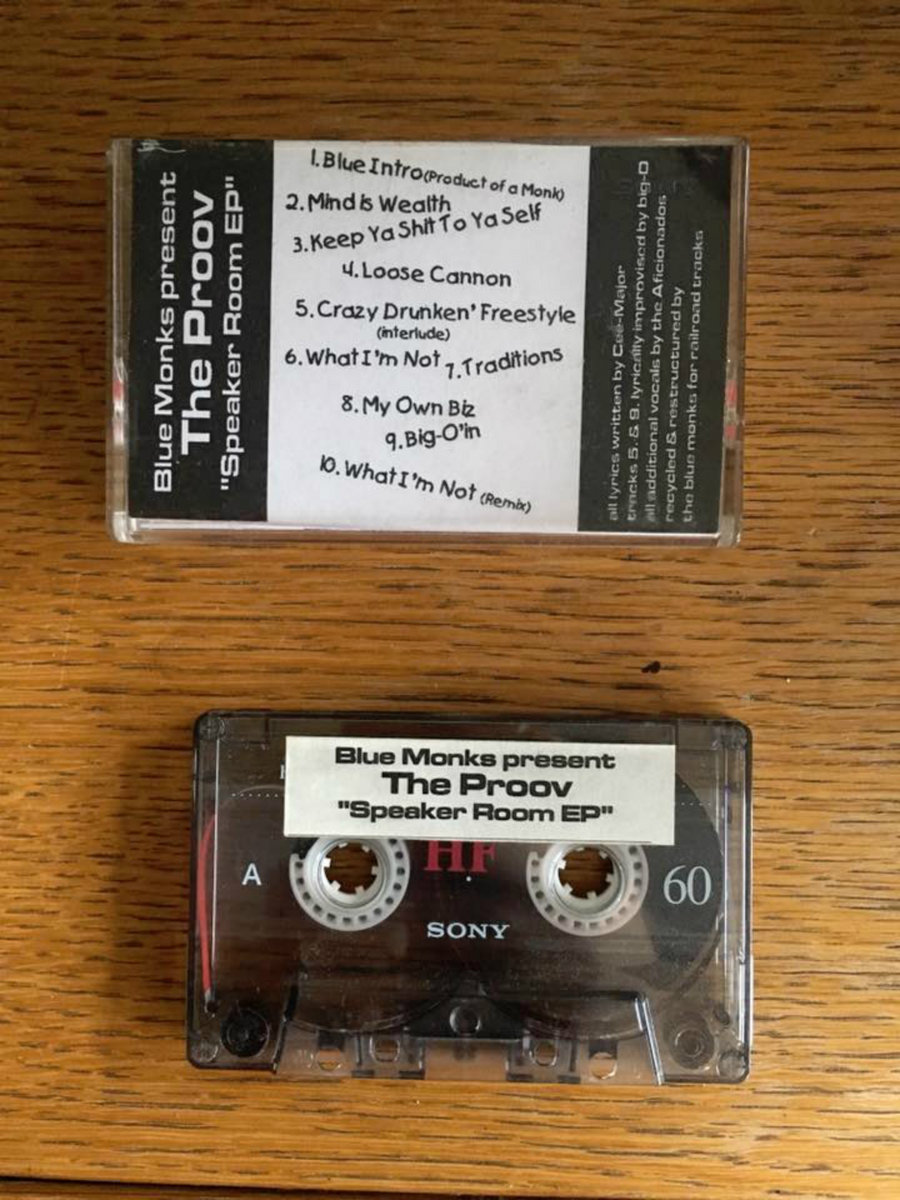 Blue Monks present
The Proov
"Speaker Room EP"
1. Blue Intro (Product of a Monk)
2. Mind is Wealth
3. Keep Ya Shit To Ya Self
4. Loose Cannon
5. Crazy Drunken' Freestyle
(interlude)
6. What I'm Not 7. Traditions
8. My Own Biz
9. Big-O'in
10. What I'm Not (Remix)
all lyrics written by Cee-Major
tracks 5. & 9. lyrically improvised by big-O
all additional vocals by the Aficionados
recycled & restructured by
the blue monks for railroad tracks
Blue Monks present
The Proov
"Speaker Room EP"
A
HF
60
SONY